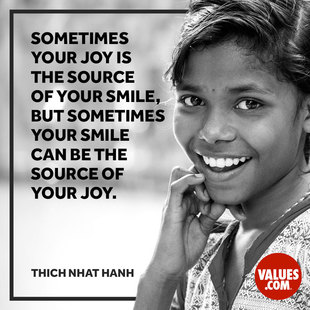 SOMETIMES
YOUR JOY IS
THE SOURCE
OF YOUR SMILE,
BUT SOMETIMES
YOUR SMILE
CAN BE THE
SOURCE OF
YOUR JOY.
THICH NHAT HANH
VALUES
.COM®